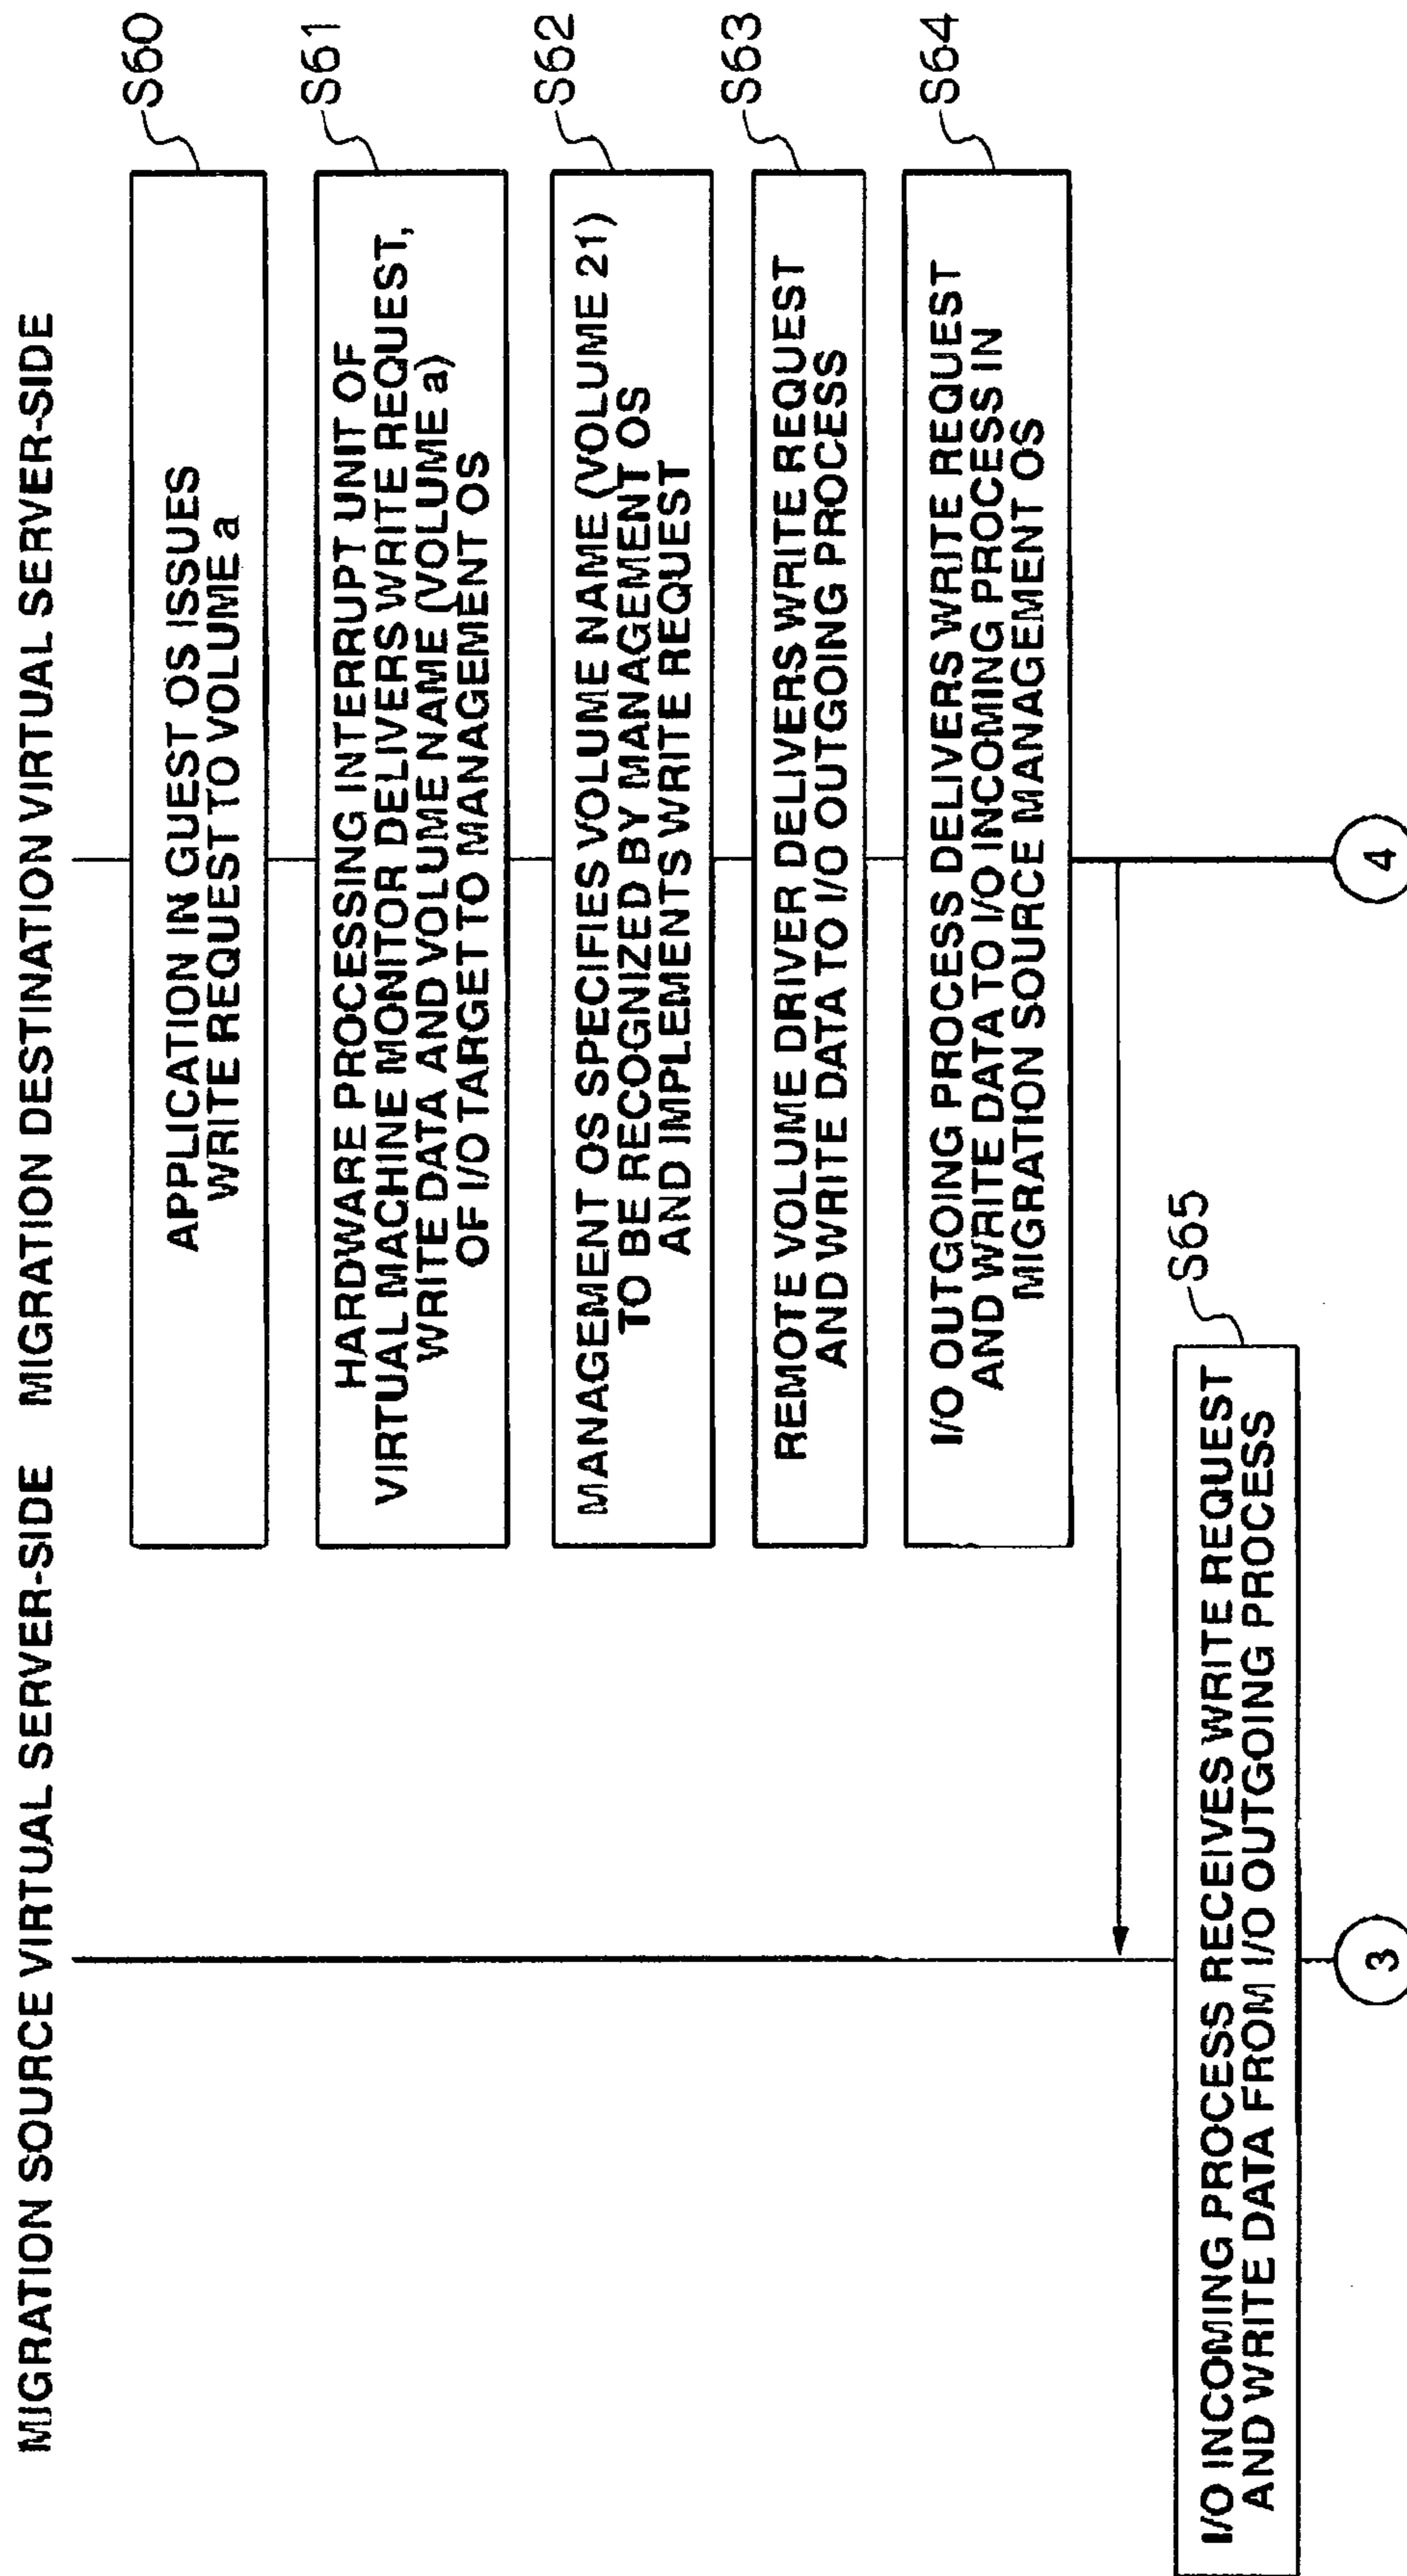 MIGRATION SOURCE VIRTUAL SERVER-SIDE MIGRATION DESTINATION VIRTUAL SERVER-SIDE
APPLICATION IN GUEST OS ISSUES
WRITE REQUEST TO VOLUME a
S60
HARDWARE PROCESSING INTERRUPT UNIT OF
VIRTUAL MACHINE MONITOR DELIVERS WRITE REQUEST,
WRITE DATA AND VOLUME NAME (VOLUME a)
OF I/O TARGET TO MANAGEMENT OS
S61
MANAGEMENT OS SPECIFIES VOLUME NAME (VOLUME 21)
TO BE RECOGNIZED BY MANAGEMENT OS
AND IMPLEMENTS WRITE REQUEST
S62
REMOTE VOLUME DRIVER DELIVERS WRITE REQUEST
AND WRITE DATA TO I/O OUTGOING PROCESS
S63
I/O OUTGOING PROCESS DELIVERS WRITE REQUEST
AND WRITE DATA TO I/O INCOMING PROCESS IN
MIGRATION SOURCE MANAGEMENT OS
S64
I/O INCOMING PROCESS RECEIVES WRITE REQUEST
AND WRITE DATA FROM I/O OUTGOING PROCESS
S65
3
4